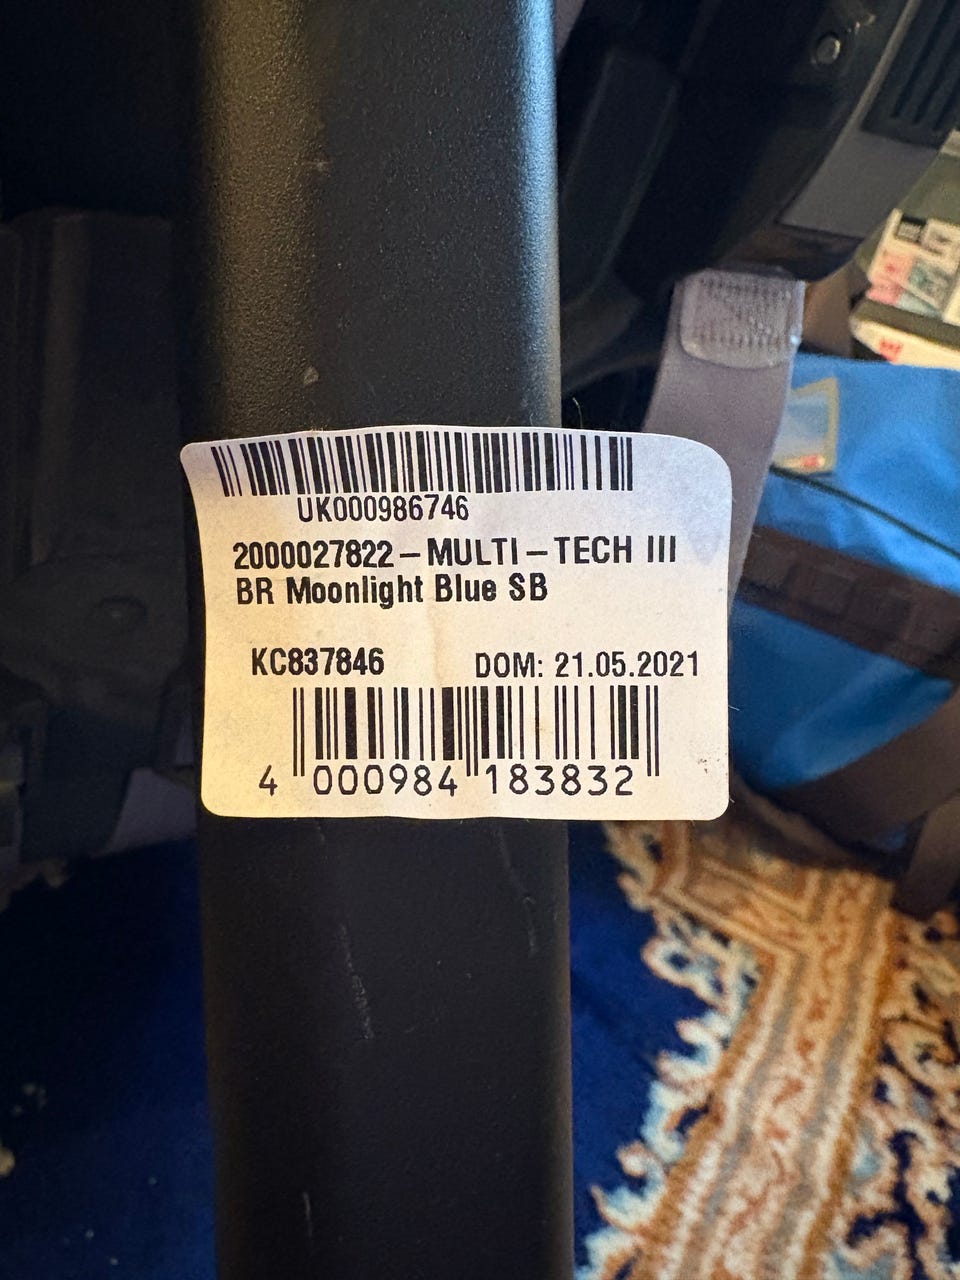 UK000986746
2000027822-MULTI-TECH III
BR Moonlight Blue SB
KC837846 DOM: 21.05.2021
4 000984 183832